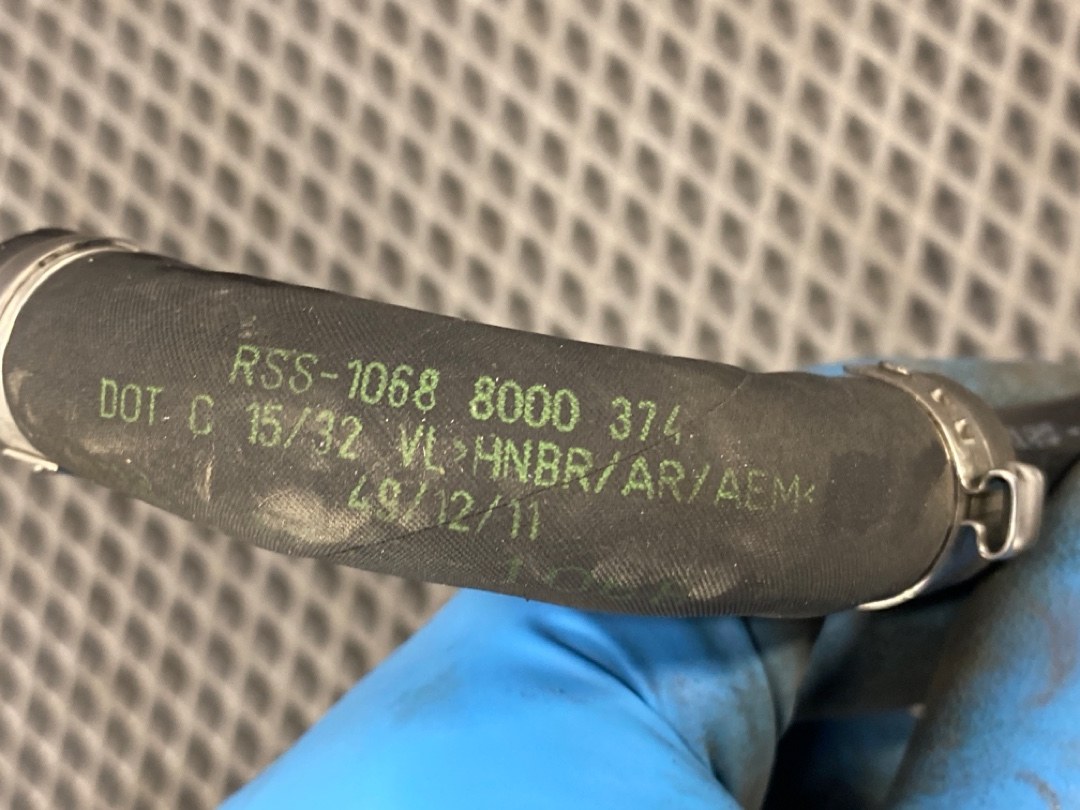 RSS-1068 8000 374
DOT C 15/32 VL>HNBR/AR/AEM<
49/12/11